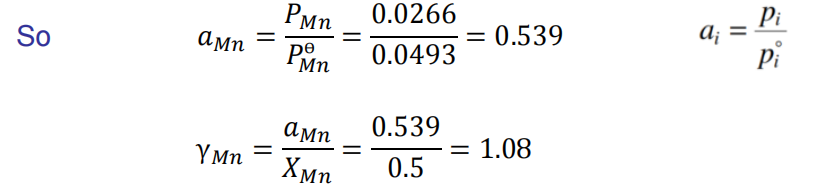 So a_Mn = P_Mn / P_Mn^Θ = 0.0266 / 0.0493 = 0.539 a_i = p_i / p_i°
γ_Mn = a_Mn / X_Mn = 0.539 / 0.5 = 1.08